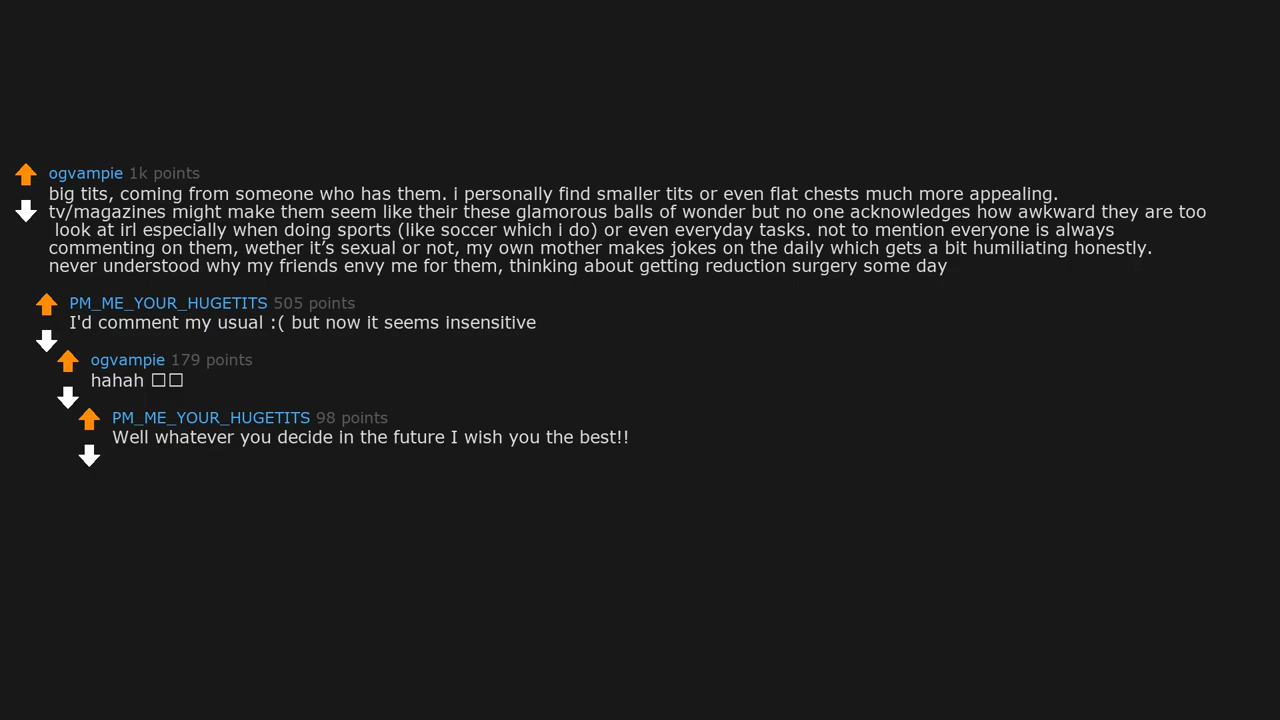 ogvampie 1k points
big tits, coming from someone who has them. i personally find smaller tits or even flat chests much more appealing.
tv/magazines might make them seem like their these glamorous balls of wonder but no one acknowledges how awkward they are too
look at irl especially when doing sports (like soccer which i do) or even everyday tasks. not to mention everyone is always
commenting on them, wether it’s sexual or not, my own mother makes jokes on the daily which gets a bit humiliating honestly.
never understood why my friends envy me for them, thinking about getting reduction surgery some day
PM_ME_YOUR_HUGETITS 505 points
I'd comment my usual :( but now it seems insensitive
ogvampie 179 points
hahah □□
PM_ME_YOUR_HUGETITS 98 points
Well whatever you decide in the future I wish you the best!!